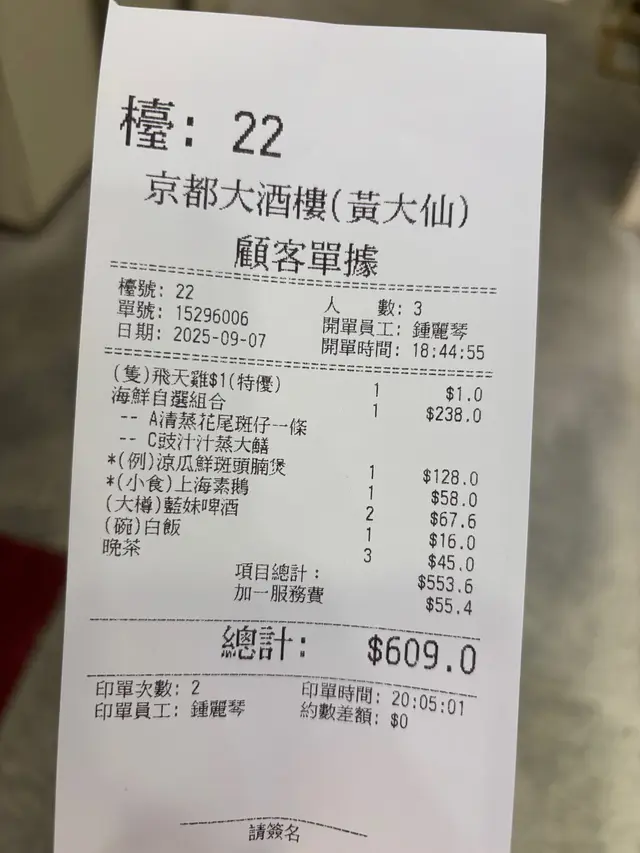 檯: 22
京都大酒樓(黃大仙)
顧客單據
檯號: 22 人 數: 3
單號: 15296006 開單員工: 鍾麗琴
日期: 2025-09-07 開單時間: 18:44:55
(隻)飛天雞$1(特優) 1 $1.0
海鮮自選組合 1 $238.0
-- A清蒸花尾斑仔一條
-- C豉汁汁蒸大鱔
*(例)涼瓜鮮斑頭腩煲 1 $128.0
*(小食)上海素鵝 1 $58.0
(大樽)藍妹啤酒 2 $67.6
(碗)白飯 1 $16.0
晚茶 3 $45.0
項目總計: $553.6
加一服務費 $55.4
總計: $609.0
印單次數: 2 印單時間: 20:05:01
印單員工: 鍾麗琴 約數差額: $0
請簽名